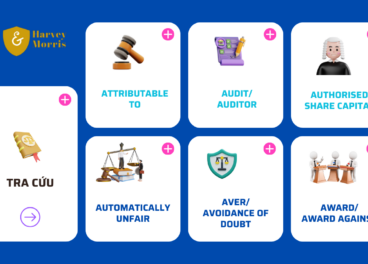 &
Harvey
Morris
TRA CỨU
ATTRIBUTABLE
TO
AUDIT/
AUDITOR
AUTHORISED
SHARE CAPITA
AUTOMATICALLY
UNFAIR
AVER/
AVOIDANCE OF
DOUBT
AWARD/
AWARD AGAINS